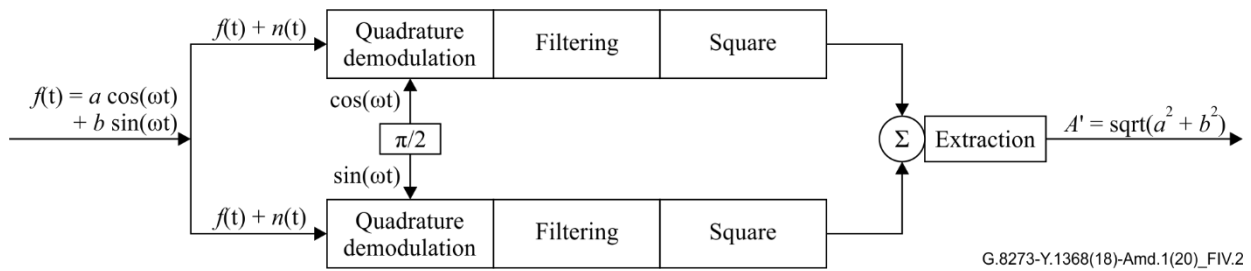 f(t) + n(t)
Quadrature
demodulation
Filtering
Square
f(t) = a cos(ωt)
+ b sin(ωt)
cos(ωt)
π/2
sin(ωt)
Σ
Extraction
A' = sqrt(a² + b²)
f(t) + n(t)
Quadrature
demodulation
Filtering
Square
G.8273-Y.1368(18)-Amd.1(20)_FIV.2